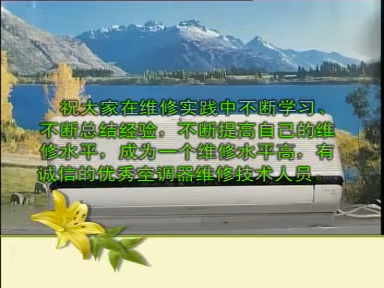 祝大家在维修实践中不断学习、
不断总结经验，不断提高自己的维
修水平，成为一个维修水平高，有
诚信的优秀空调器维修技术人员。